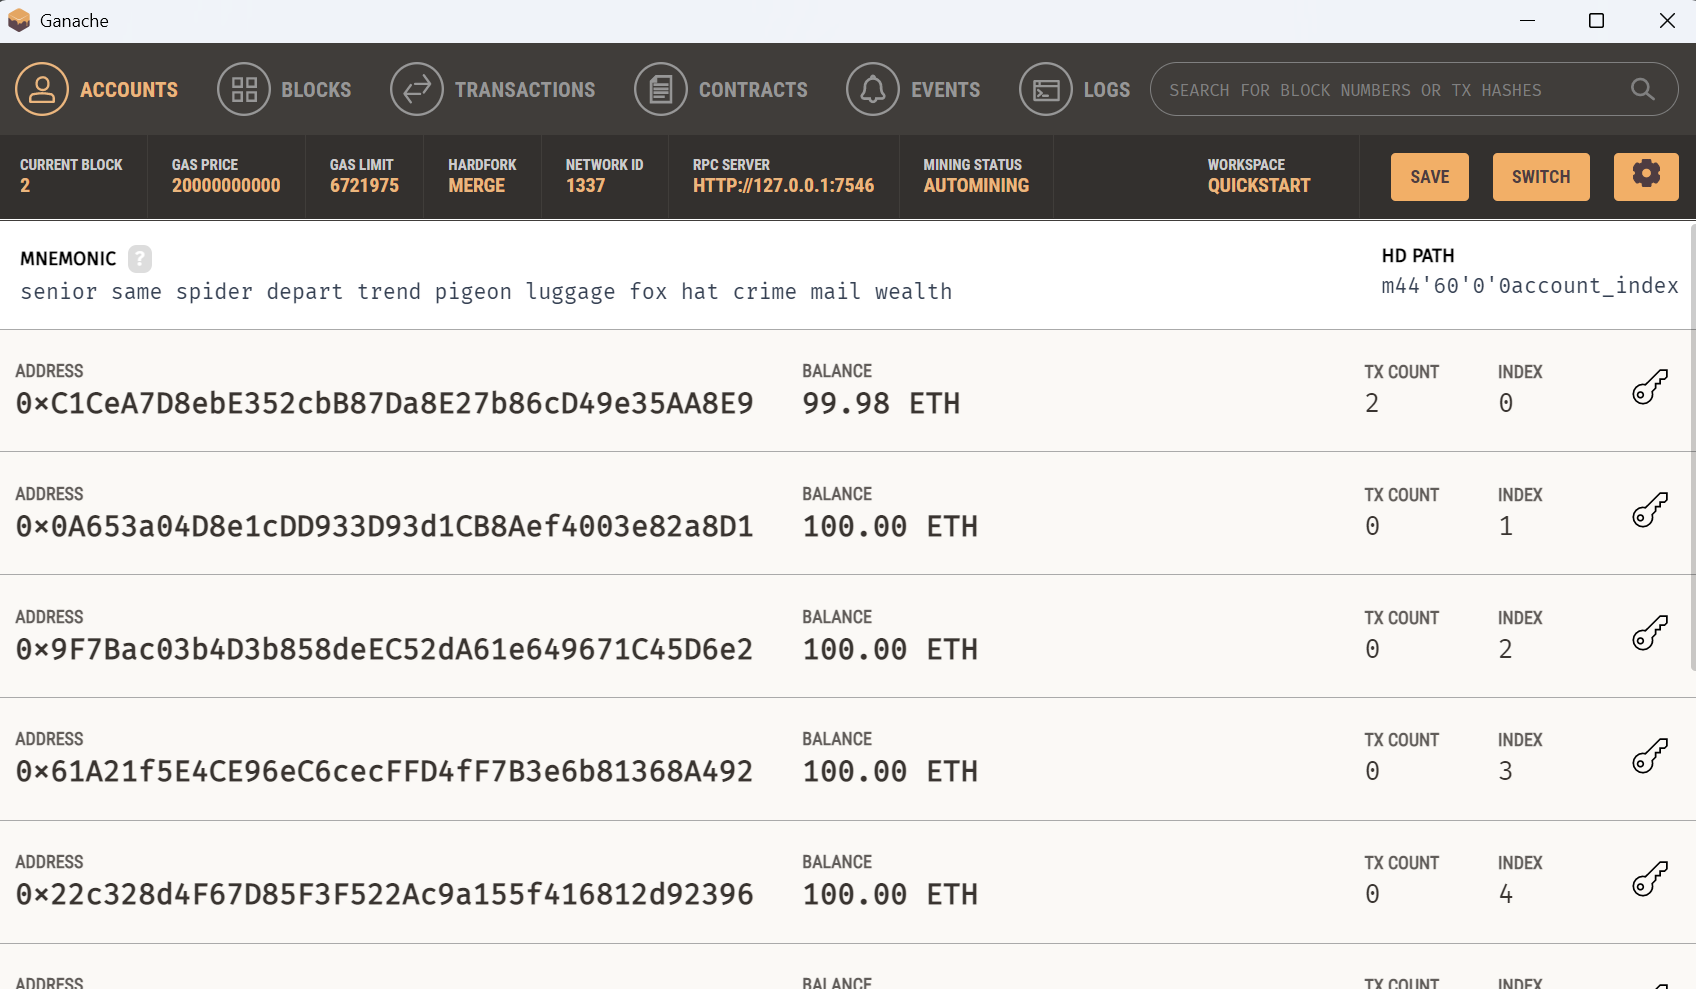 Ganache
ACCOUNTS BLOCKS TRANSACTIONS CONTRACTS EVENTS LOGS SEARCH FOR BLOCK NUMBERS OR TX HASHES
CURRENT BLOCK GAS PRICE GAS LIMIT HARDFORK NETWORK ID RPC SERVER MINING STATUS WORKSPACE
2 20000000000 6721975 MERGE 1337 HTTP://127.0.0.1:7546 AUTOMINING QUICKSTART SAVE SWITCH
MNEMONIC ? HD PATH
senior same spider depart trend pigeon luggage fox hat crime mail wealth m44'60'0'0account_index
ADDRESS BALANCE TX COUNT INDEX
0×C1CeA7D8ebE352cbB87Da8E27b86cD49e35AA8E9 99.98 ETH 2 0
ADDRESS BALANCE TX COUNT INDEX
0×0A653a04D8e1cDD933D93d1CB8Aef4003e82a8D1 100.00 ETH 0 1
ADDRESS BALANCE TX COUNT INDEX
0×9F7Bac03b4D3b858deEC52dA61e649671C45D6e2 100.00 ETH 0 2
ADDRESS BALANCE TX COUNT INDEX
0×61A21f5E4CE96eC6cecFFD4fF7B3e6b81368A492 100.00 ETH 0 3
ADDRESS BALANCE TX COUNT INDEX
0×22c328d4F67D85F3F522Ac9a155f416812d92396 100.00 ETH 0 4
ADDRESS BALANCE TX COUNT INDEX